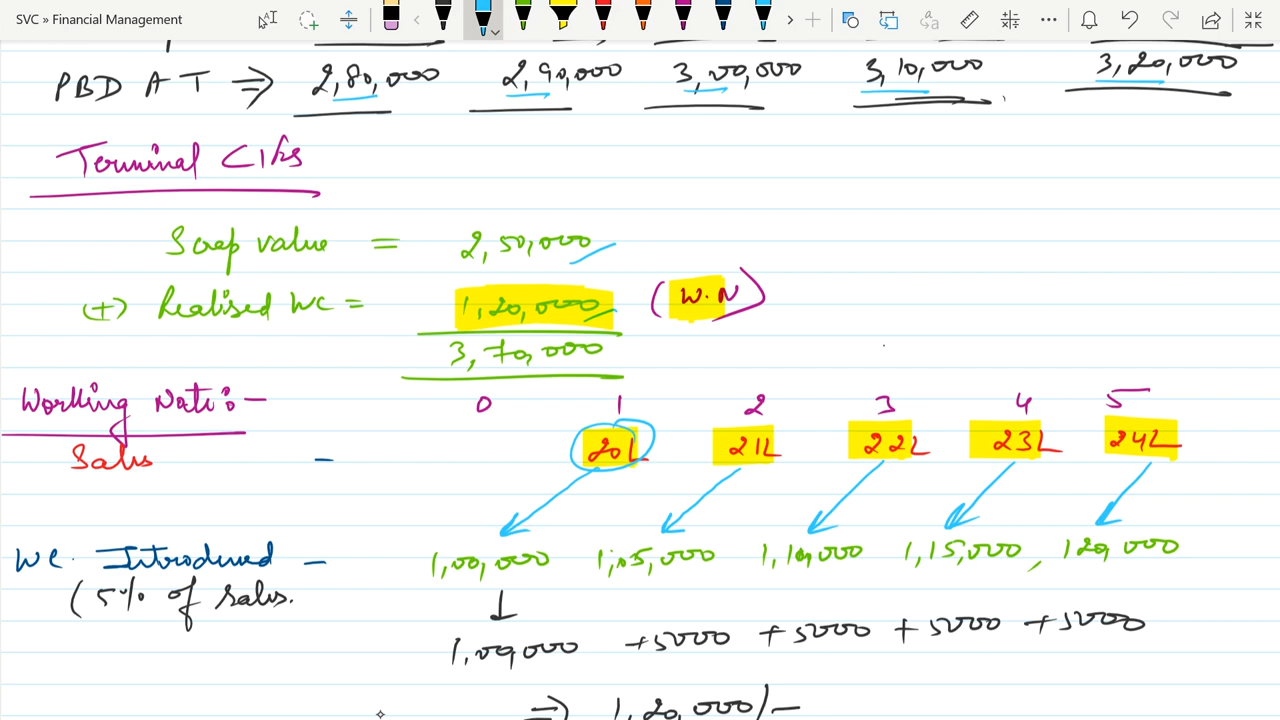 SVC » Financial Management
PBD A T ⇒ 2,80,000 2,90,000 3,00,000 3,10,000 3,20,000
Terminal C/Fs
Scrap value = 2,50,000
(+) Realised WC = 1,20,000 (W.N)
3,70,000
Working Note:- 0 1 2 3 4 5
Sales - 20L 21L 22L 23L 24L
WC. Introduced - 1,00,000 1,05,000 1,10,000 1,15,000, 120,000
(5% of sales. ↓
1,00,000 +5000 +5000 +5000 +5000
⇒ 1,20,000/-